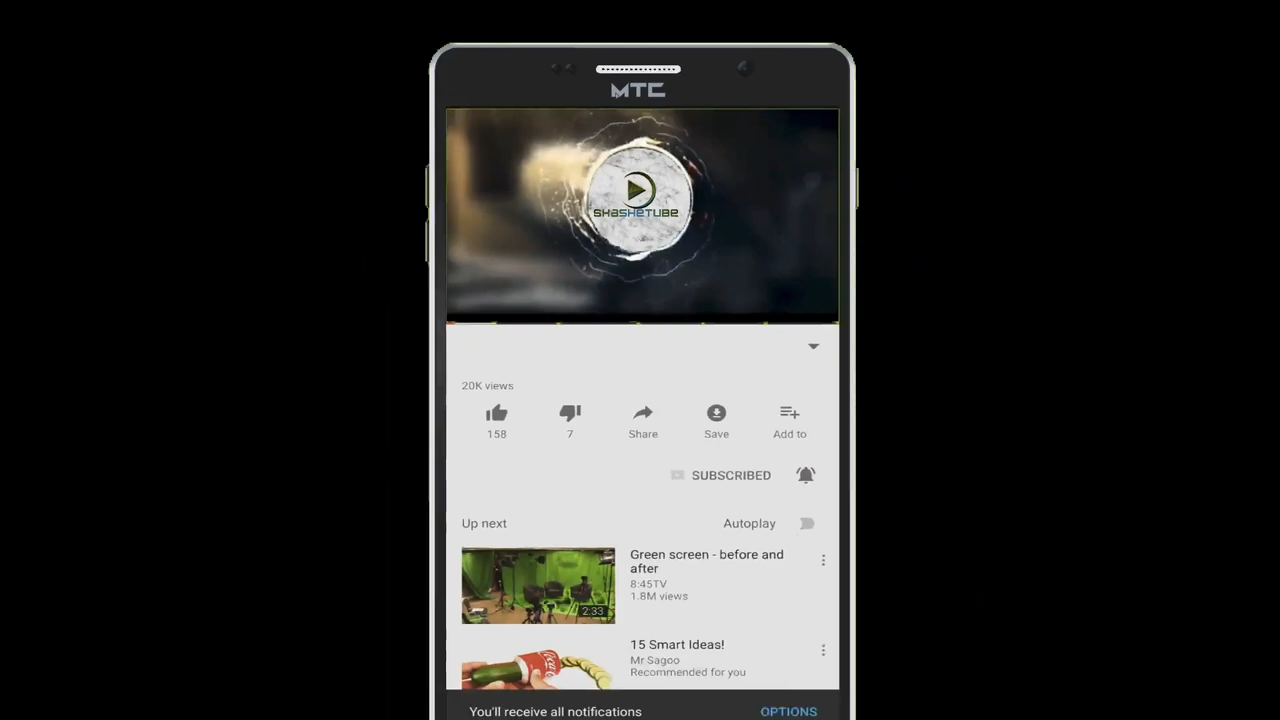 MTC
SHASHETUBE
20K views
158
7
Share
Save
Add to
SUBSCRIBED
Up next
Autoplay
Green screen - before and
after
8:45TV
1.8M views
2:33
15 Smart Ideas!
Mr Sagoo
Recommended for you
You'll receive all notifications
OPTIONS